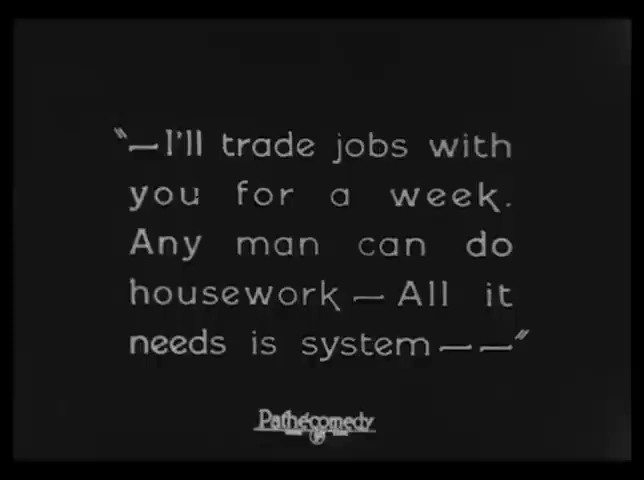 "—I'll trade jobs with
you for a week.
Any man can do
housework — All it
needs is system — —"
Pathécomedy